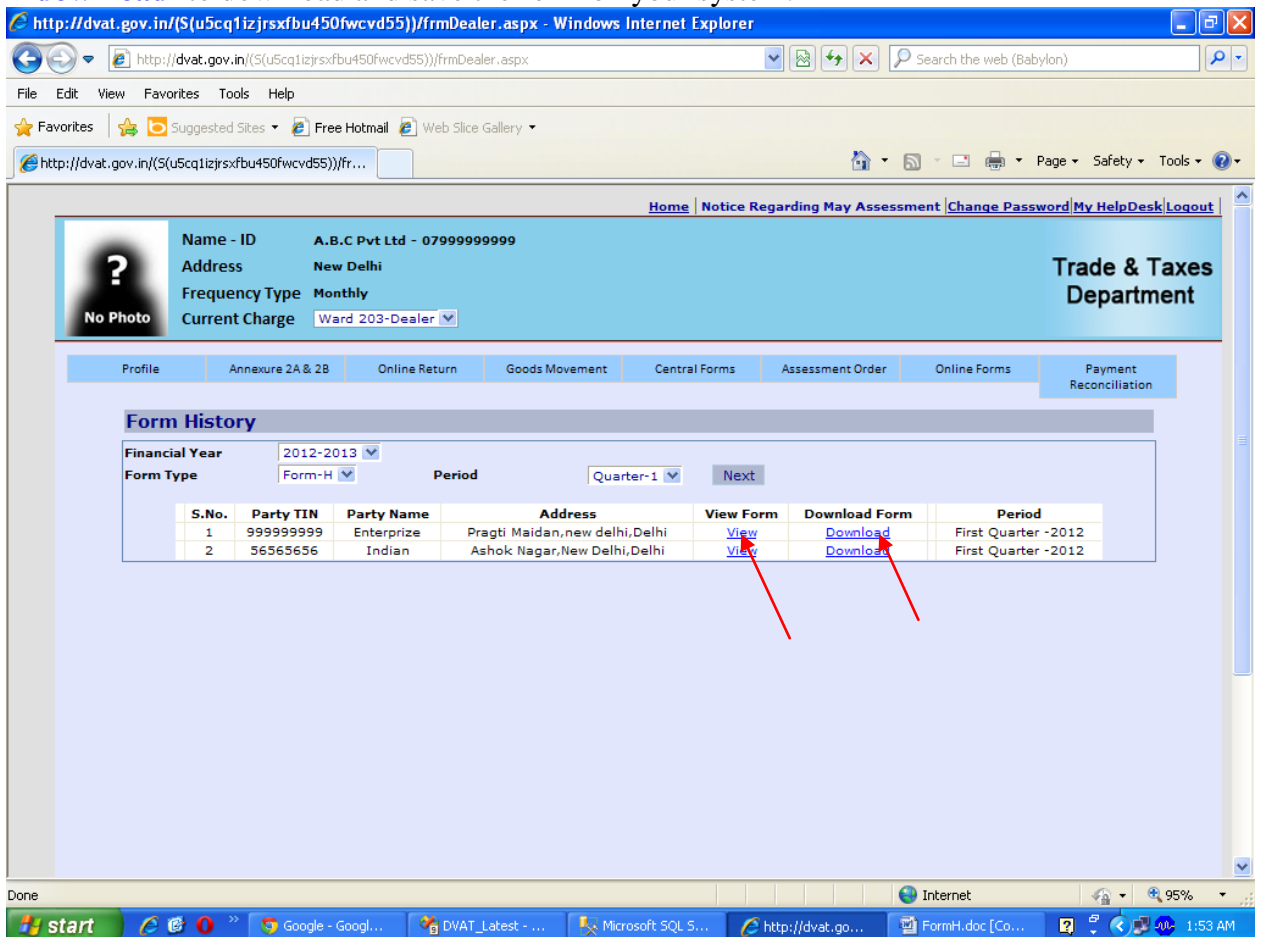 http://dvat.gov.in/(S(u5cq1izjrsxfbu450fwcvd55))/frmDealer.aspx - Windows Internet Explorer
http://dvat.gov.in/(S(u5cq1izjrsxfbu450fwcvd55))/frmDealer.aspx
Search the web (Babylon)
File Edit View Favorites Tools Help
Favorites Suggested Sites Free Hotmail Web Slice Gallery
http://dvat.gov.in/(S(u5cq1izjrsxfbu450fwcvd55))/fr... Page Safety Tools
Home | Notice Regarding May Assessment |Change Password|My HelpDesk|Logout |
Name - ID A.B.C Pvt Ltd - 07999999999
Address New Delhi
Frequency Type Monthly
Current Charge Ward 203-Dealer
?
No Photo
Trade & Taxes
Department
Profile Annexure 2A & 2B Online Return Goods Movement Central Forms Assessment Order Online Forms Payment Reconciliation
Form History
Financial Year 2012-2013
Form Type Form-H Period Quarter-1 Next
S.No. Party TIN Party Name Address View Form Download Form Period
1 999999999 Enterprize Pragti Maidan,new delhi,Delhi View Download First Quarter -2012
2 56565656 Indian Ashok Nagar,New Delhi,Delhi View Download First Quarter -2012
Done Internet 95%
start Google - Googl... DVAT_Latest - ... Microsoft SQL S... http://dvat.go... FormH.doc [Co... 1:53 AM